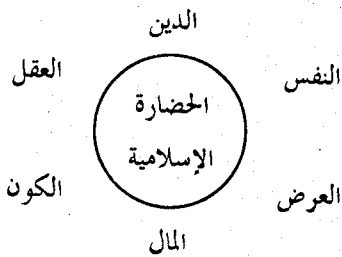 الدين
النفس
العقل
الحضارة
الإسلامية
العرض
الكون
المال